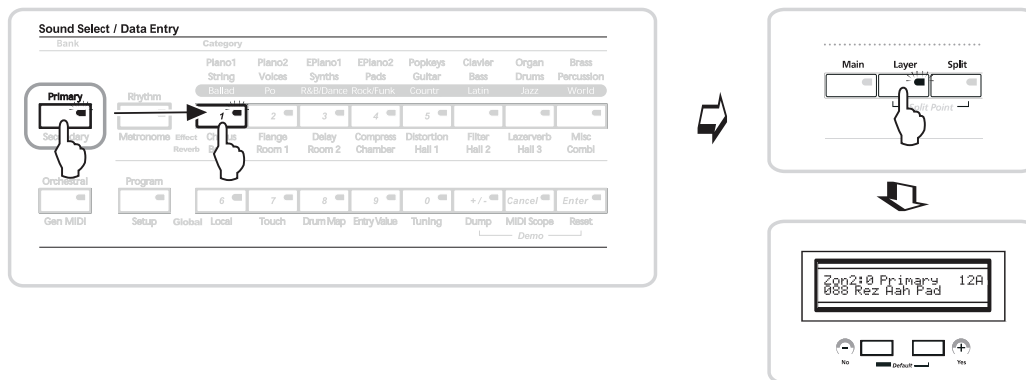 Sound Select / Data Entry
Bank Category
Piano1 Piano2 EPiano1 EPiano2 Popkeys Clavier Organ Brass
String Voices Synths Pads Guitar Bass Drums Percussion
Ballad Po R&B/Dance Rock/Funk Countr Latin Jazz World
Primary Rhythm
1 2 3 4 5
Secondary Metronome Effect Chorus Flange Delay Compress Distortion Filter Lazerverb Misc
Reverb Room 1 Room 2 Chamber Hall 1 Hall 2 Hall 3 Combi
Orchestral Program
6 7 8 9 0 +/- Cancel Enter
Gen MIDI Setup Global Local Touch Drum Map Entry Value Tuning Dump MIDI Scope Reset
Demo
Main Layer Split
Split Point
Zon2:0 Primary 12A
088 Rez Aah Pad
- +
No Default Yes